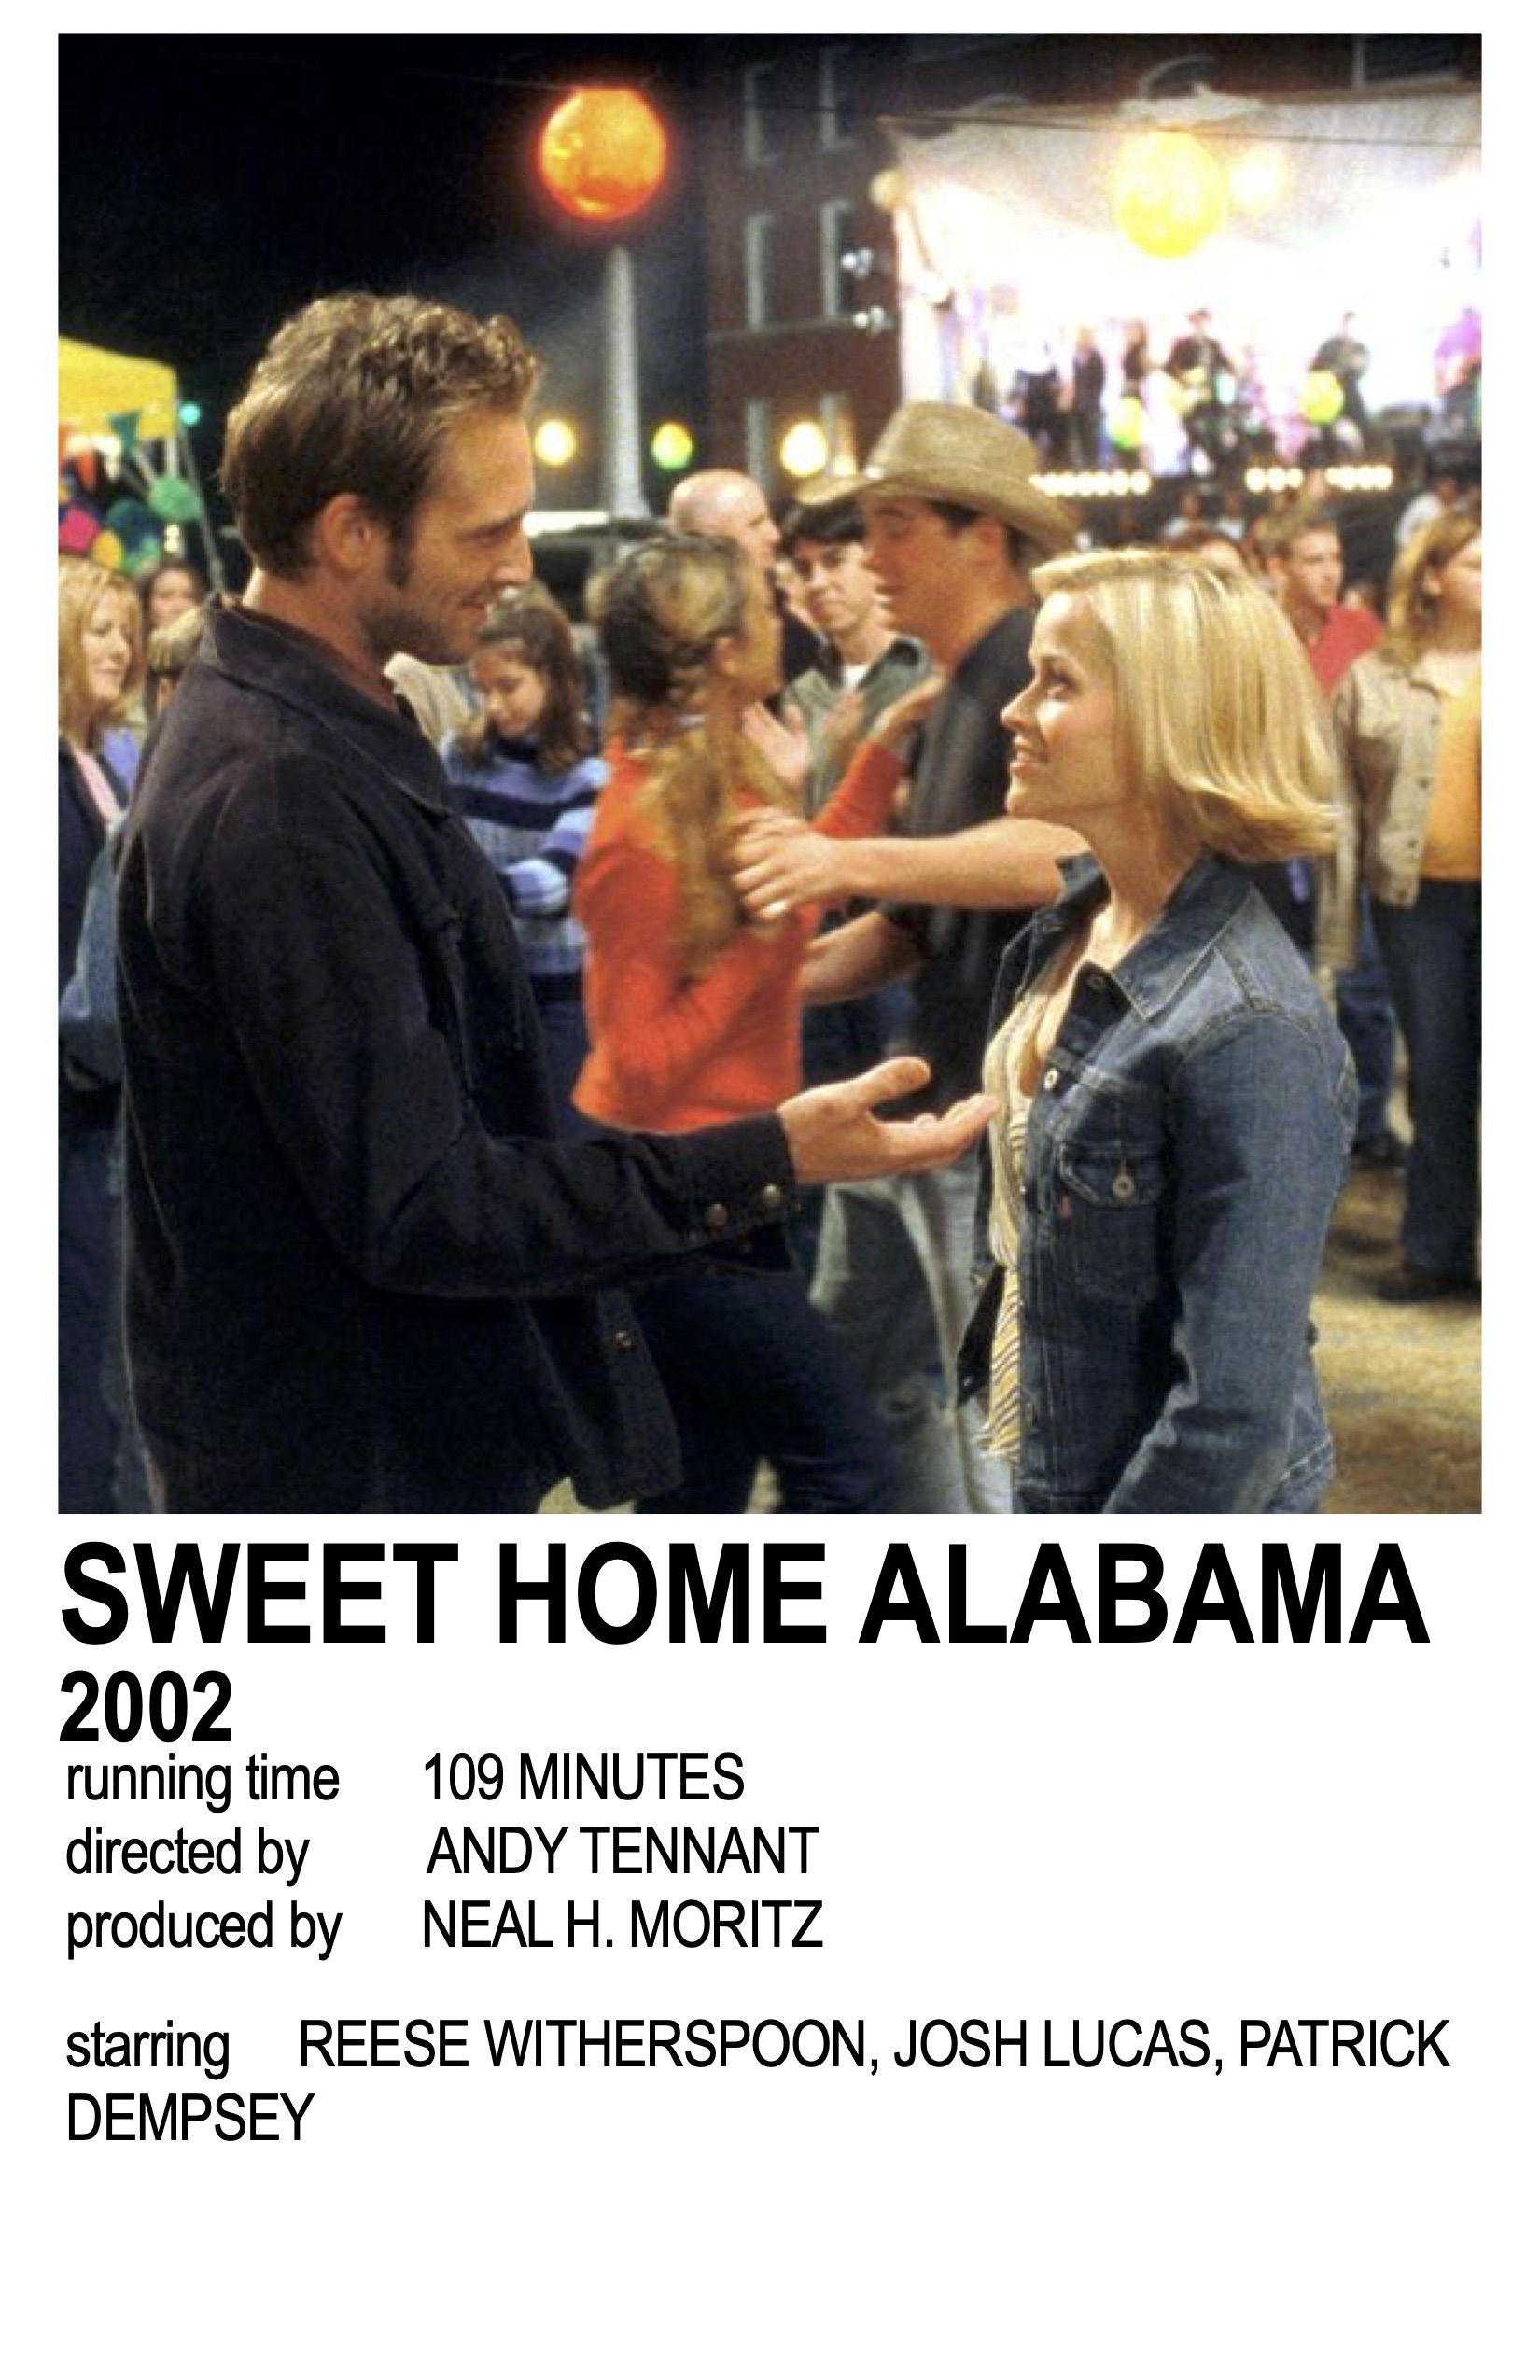 SWEET HOME ALABAMA
2002
running time 109 MINUTES
directed by ANDY TENNANT
produced by NEAL H. MORITZ
starring REESE WITHERSPOON, JOSH LUCAS, PATRICK
DEMPSEY